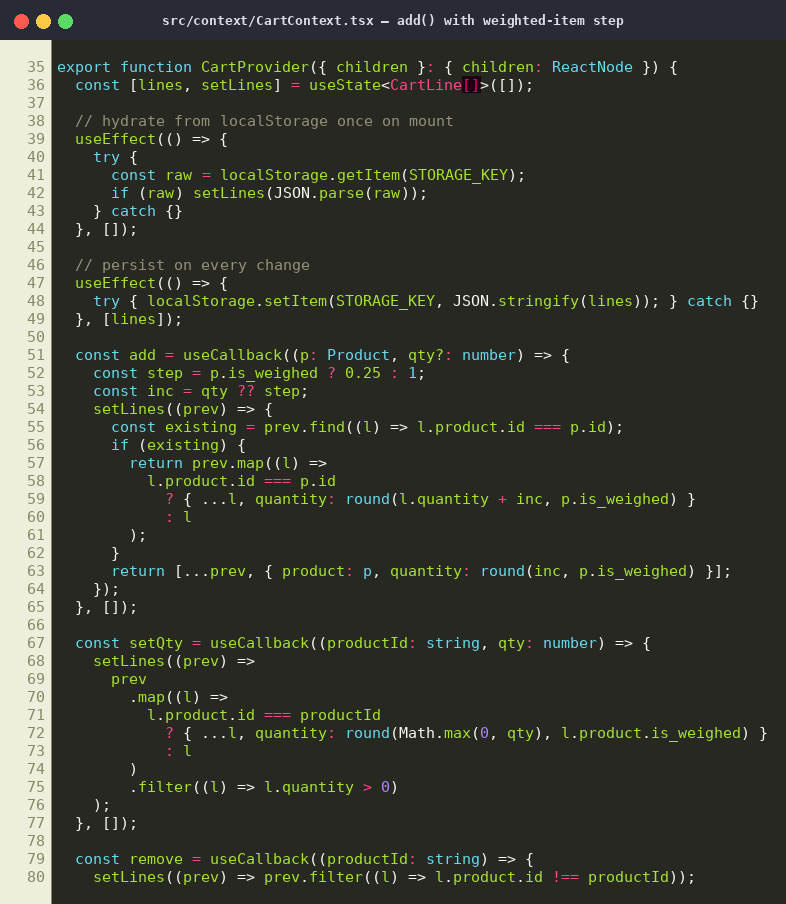 src/context/CartContext.tsx — add() with weighted-item step
35 export function CartProvider({ children }: { children: ReactNode }) {
36   const [lines, setLines] = useState<CartLine[]>([]);
37
38   // hydrate from localStorage once on mount
39   useEffect(() => {
40     try {
41       const raw = localStorage.getItem(STORAGE_KEY);
42       if (raw) setLines(JSON.parse(raw));
43     } catch {}
44   }, []);
45
46   // persist on every change
47   useEffect(() => {
48     try { localStorage.setItem(STORAGE_KEY, JSON.stringify(lines)); } catch {}
49   }, [lines]);
50
51   const add = useCallback((p: Product, qty?: number) => {
52     const step = p.is_weighed ? 0.25 : 1;
53     const inc = qty ?? step;
54     setLines((prev) => {
55       const existing = prev.find((l) => l.product.id === p.id);
56       if (existing) {
57         return prev.map((l) =>
58           l.product.id === p.id
59             ? { ...l, quantity: round(l.quantity + inc, p.is_weighed) }
60             : l
61         );
62       }
63       return [...prev, { product: p, quantity: round(inc, p.is_weighed) }];
64     });
65   }, []);
66
67   const setQty = useCallback((productId: string, qty: number) => {
68     setLines((prev) =>
69       prev
70         .map((l) =>
71           l.product.id === productId
72             ? { ...l, quantity: round(Math.max(0, qty), l.product.is_weighed) }
73             : l
74         )
75         .filter((l) => l.quantity > 0)
76     );
77   }, []);
78
79   const remove = useCallback((productId: string) => {
80     setLines((prev) => prev.filter((l) => l.product.id !== productId));